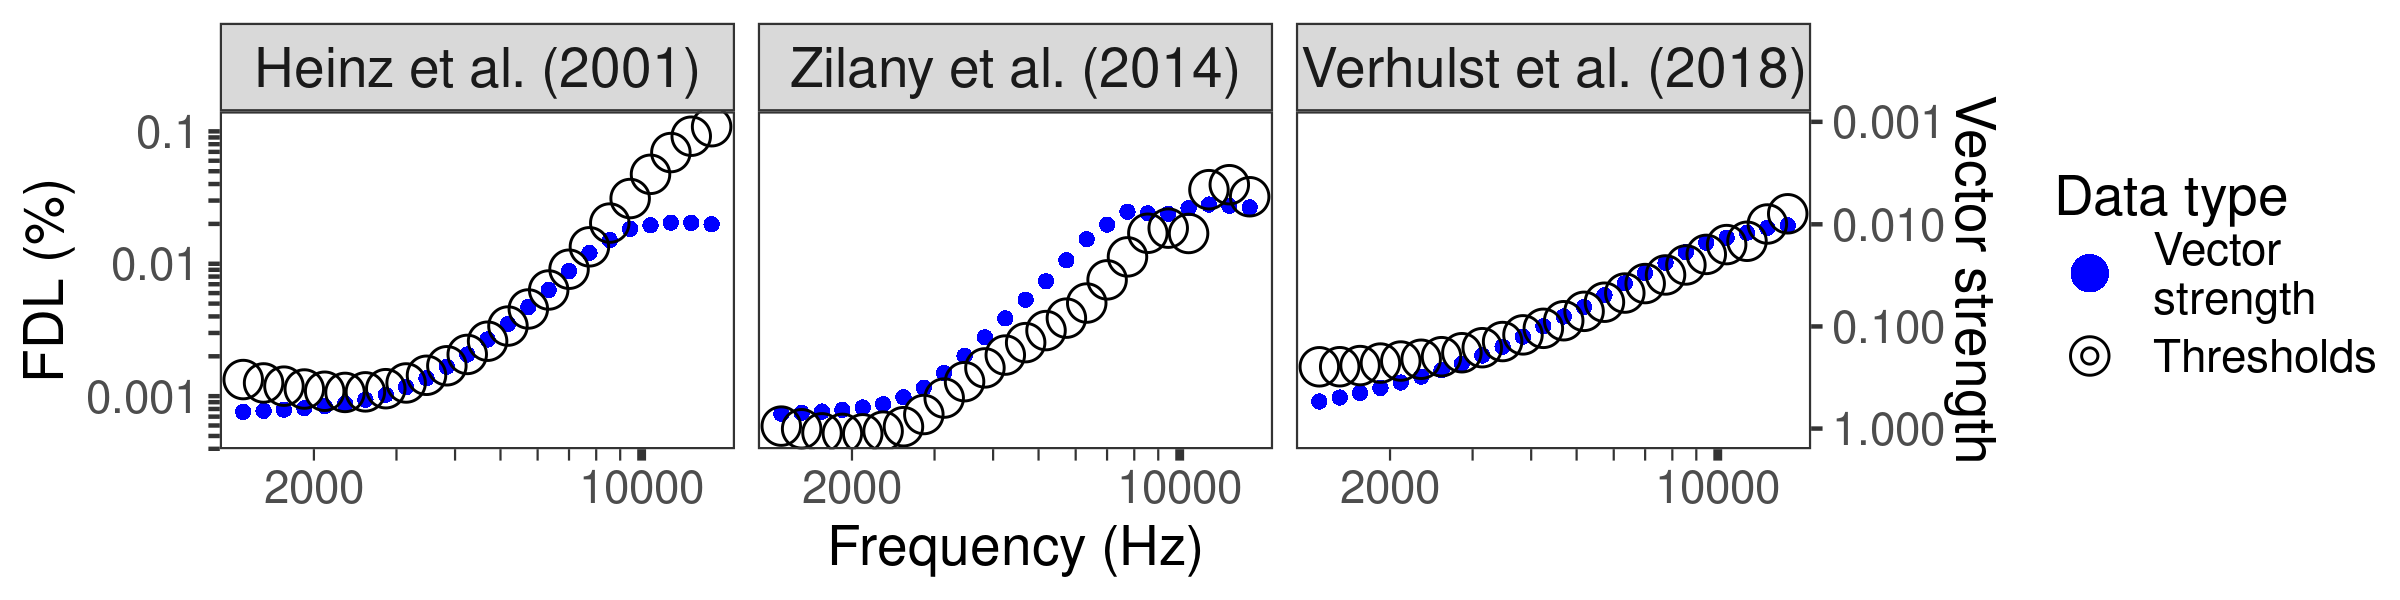 Heinz et al. (2001)
Zilany et al. (2014)
Verhulst et al. (2018)
FDL (%)
0.1
0.01
0.001
0.001
0.010
0.100
1.000
Vector strength
2000
10000
2000
10000
2000
10000
Frequency (Hz)
Data type
Vector
strength
Thresholds